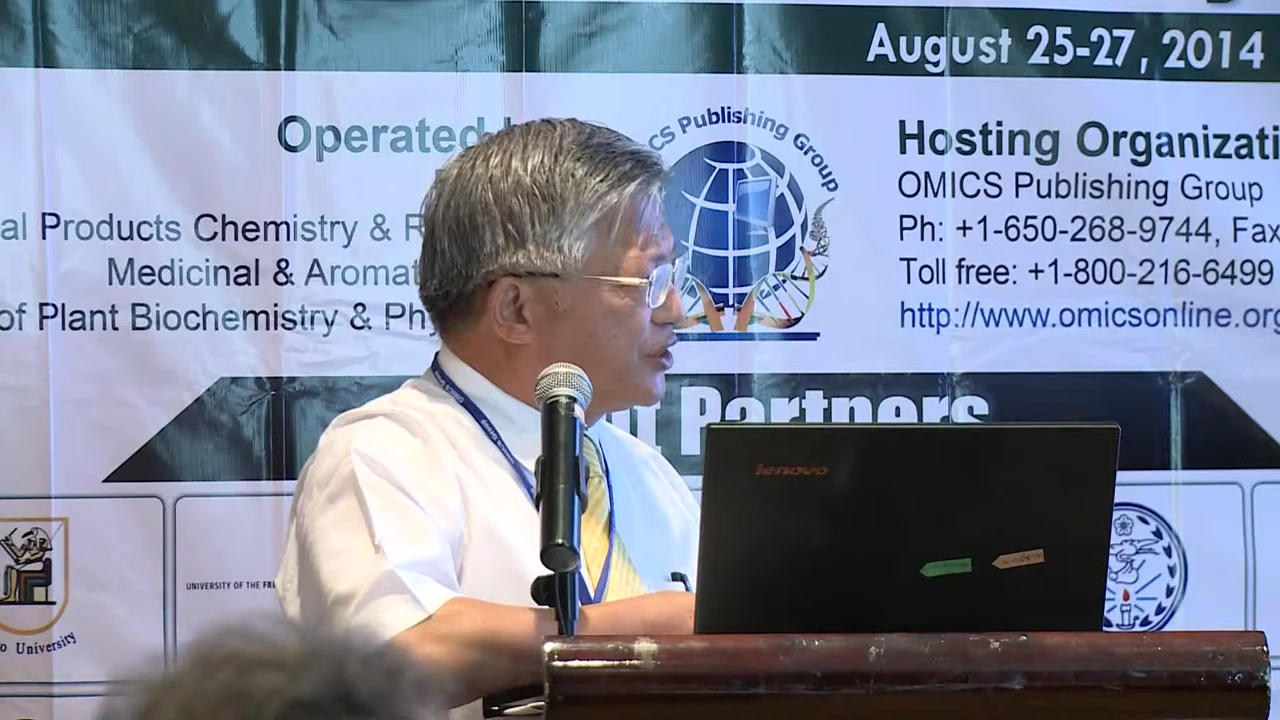 August 25-27, 2014
Operated
CS Publishing Group
Hosting Organizati
OMICS Publishing Group
al Products Chemistry & R
Ph: +1-650-268-9744, Fax
Medicinal & Aromat
Toll free: +1-800-216-6499
of Plant Biochemistry & Phy
http://www.omicsonline.org
Partners
lenovo
UNIVERSITY OF THE FRE
o University